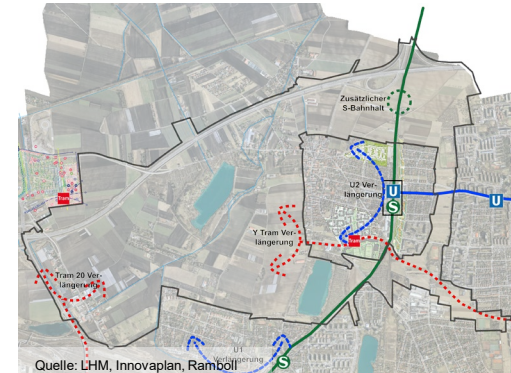 Zusätzlicher
S-Bahnhalt
U2 Ver-
längerung
U
U
S
Tram
Y Tram Ver-
längerung
Tram
Tram 20 Ver-
längerung
U1
Verlängerung
S
Quelle: LHM, Innovaplan, Ramboll